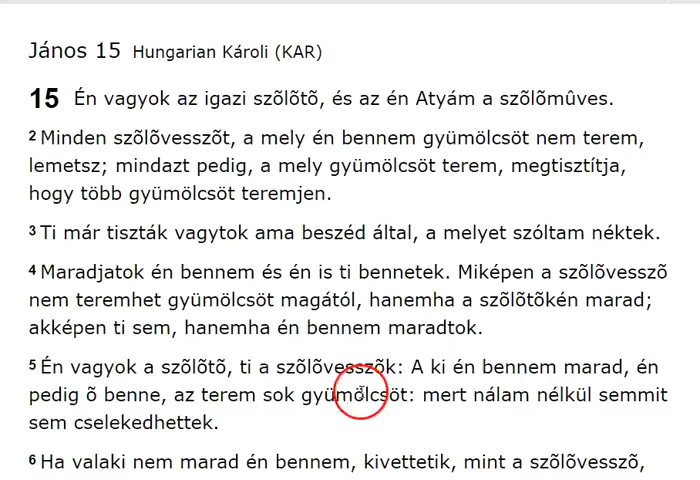 János 15 Hungarian Károli (KAR)
15 Én vagyok az igazi szõlõtõ, és az én Atyám a szõlõmûves.
2 Minden szõlõvesszõt, a mely én bennem gyümölcsöt nem terem,
lemetsz; mindazt pedig, a mely gyümölcsöt terem, megtisztítja,
hogy több gyümölcsöt teremjen.
3 Ti már tiszták vagytok ama beszéd által, a melyet szóltam néktek.
4 Maradjatok én bennem és én is ti bennetek. Miképen a szõlõvesszõ
nem teremhet gyümölcsöt magától, hanemha a szõlõtõkén marad;
akképen ti sem, hanemha én bennem maradtok.
5 Én vagyok a szõlõtõ, ti a szõlõvesszõk: A ki én bennem marad, én
pedig õ benne, az terem sok gyümölcsöt: mert nálam nélkül semmit
sem cselekedhettek.
6 Ha valaki nem marad én bennem, kivettetik, mint a szõlõvesszõ,